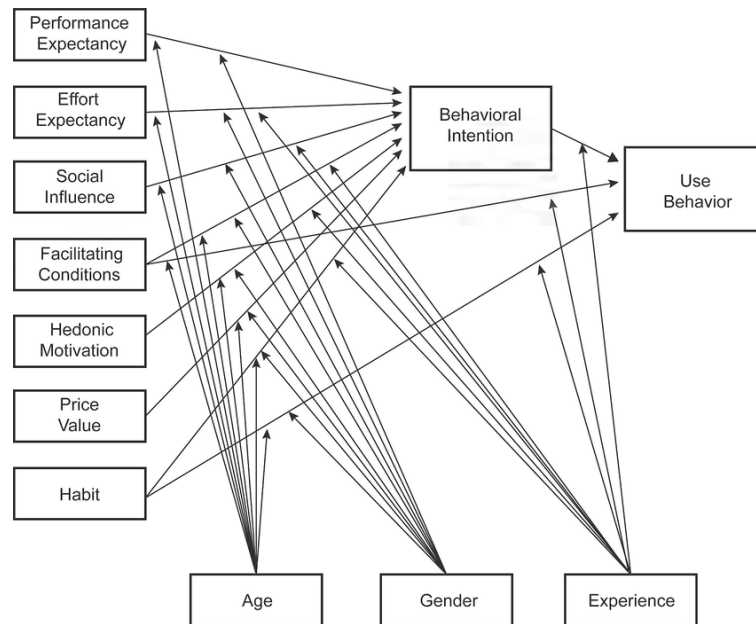 Performance
Expectancy
Effort
Expectancy
Behavioral
Intention
Social
Influence
Use
Behavior
Facilitating
Conditions
Hedonic
Motivation
Price
Value
Habit
Age
Gender
Experience